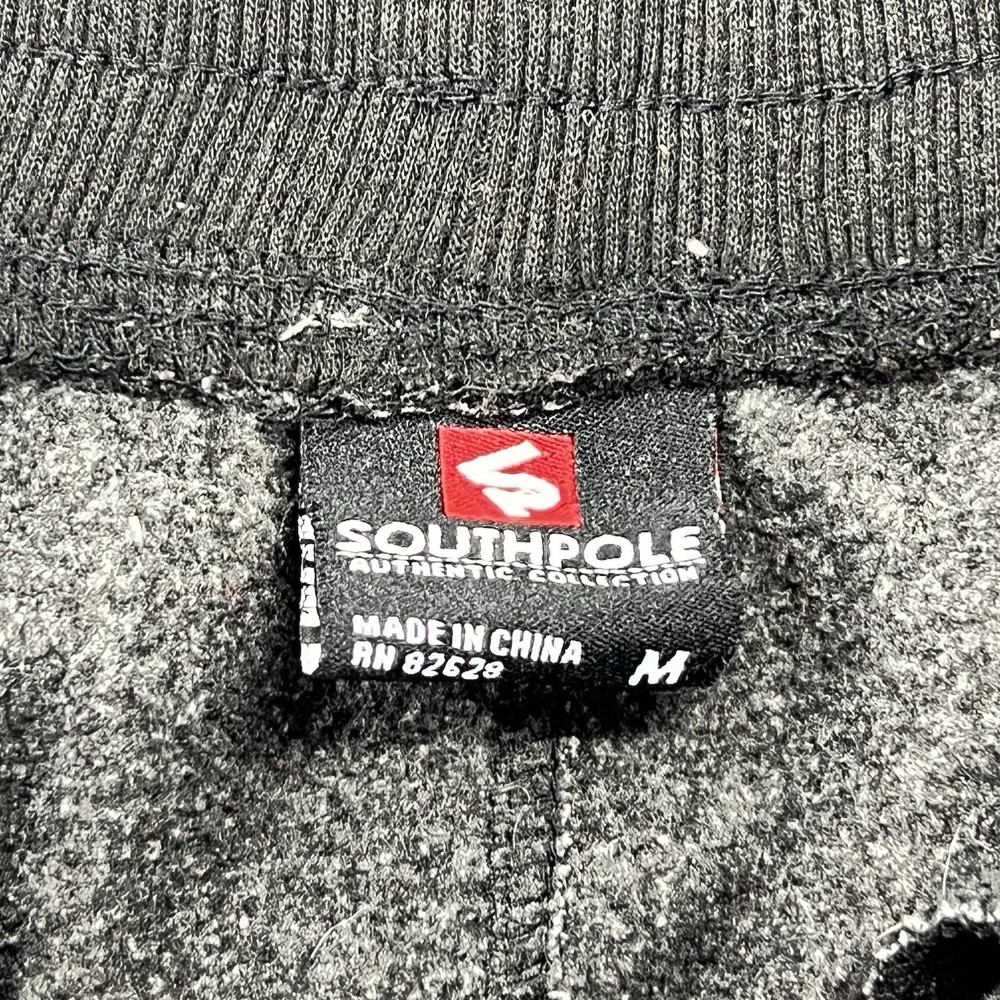 SOUTHPOLE
AUTHENTIC COLLECTION
MADE IN CHINA
RN 82628
M